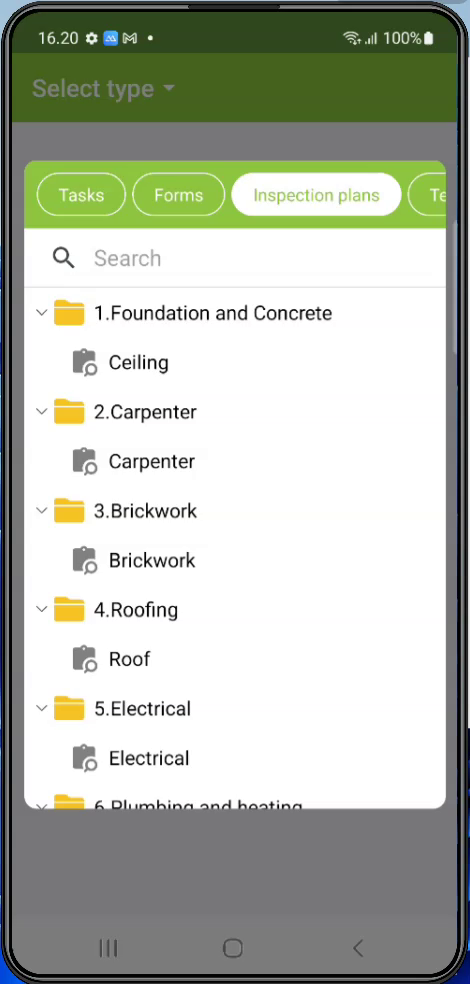 16.20 100%
Select type
Tasks Forms Inspection plans Te
Search
1.Foundation and Concrete
Ceiling
2.Carpenter
Carpenter
3.Brickwork
Brickwork
4.Roofing
Roof
5.Electrical
Electrical
6.Plumbing and heating